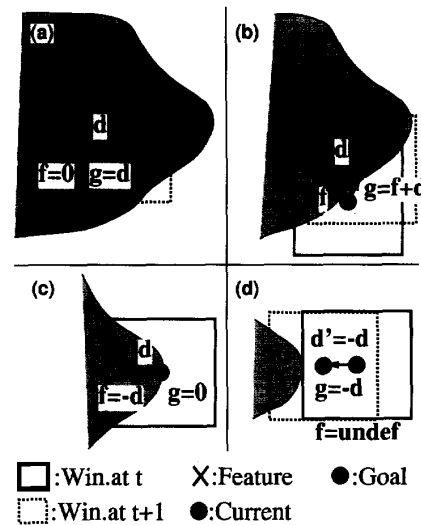 (a)
d
f=0 g=d
(b)
d
f g=f+d
(c)
d
f=-d g=0
(d)
d'=-d
g=-d
f=undef
:Win.at t X:Feature :Goal
:Win.at t+1 :Current